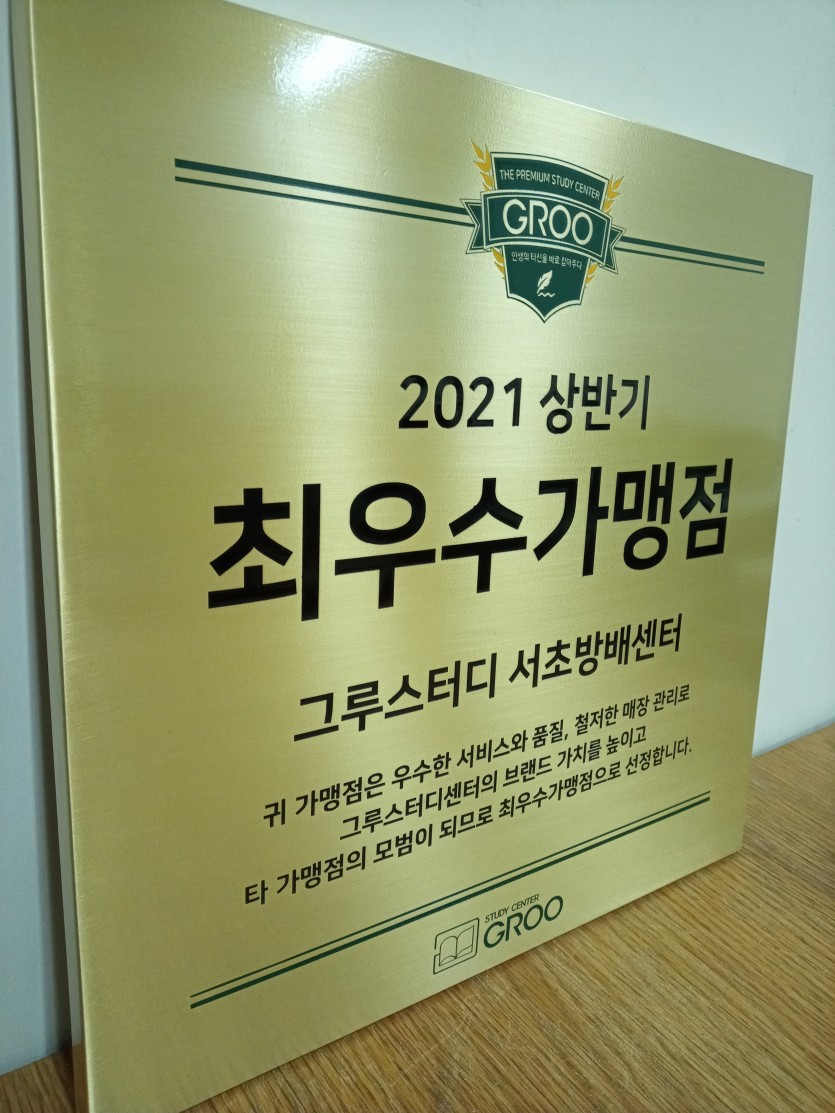 THE PREMIUM STUDY CENTER
GROO
인생의 터전을 바로 잡아주다
2021 상반기
최우수가맹점
그루스터디 서초방배센터
귀 가맹점은 우수한 서비스와 품질, 철저한 매장 관리로
그루스터디센터의 브랜드 가치를 높이고
타 가맹점의 모범이 되므로 최우수가맹점으로 선정합니다.
STUDY CENTER
GROO